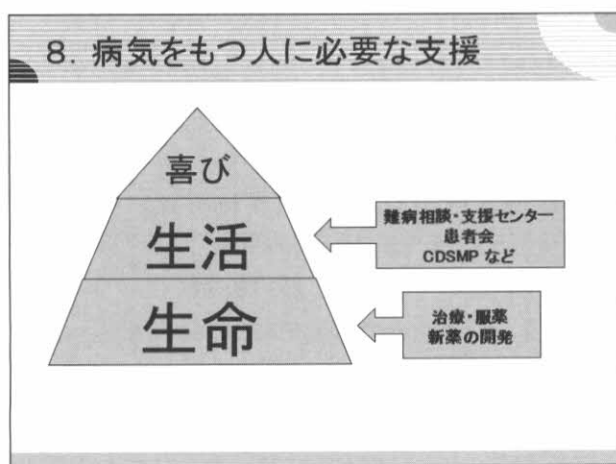 8. 病気をもつ人に必要な支援
喜び
生活
難病相談・支援センター
患者会
CDSMP など
生命
治療・服薬
新薬の開発